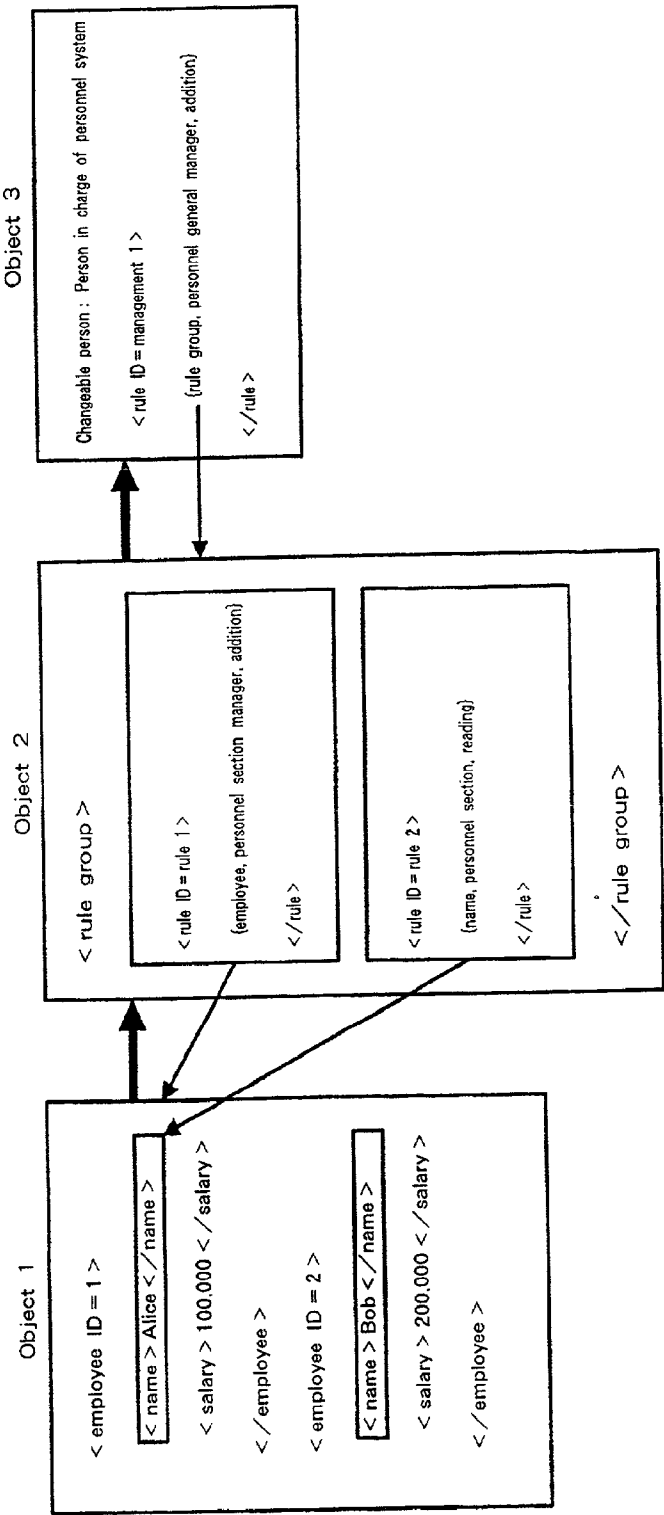 Object 1
< employee ID = 1 >
< name > Alice < /name >
< salary > 100.000 < /salary >
< /employee >
< employee ID = 2 >
< name > Bob < /name >
< salary > 200.000 < /salary >
< /employee >
Object 2
< rule group >
< rule ID = rule 1 >
{employee, personnel section manager, addition}
< /rule >
< rule ID = rule 2 >
{name, personnel section, reading}
< /rule >
< /rule group >
Object 3
Changeable person : Person in charge of personnel system
< rule ID = management 1 >
{rule group, personnel general manager, addition}
< /rule >